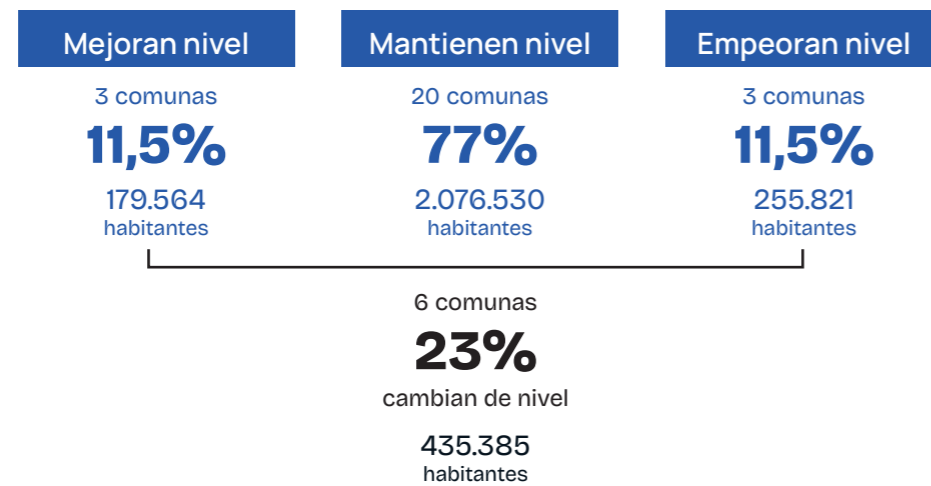 Mejoran nivel
3 comunas
11,5%
179.564
habitantes
Mantienen nivel
20 comunas
77%
2.076.530
habitantes
Empeoran nivel
3 comunas
11,5%
255.821
habitantes
6 comunas
23%
cambian de nivel
435.385
habitantes